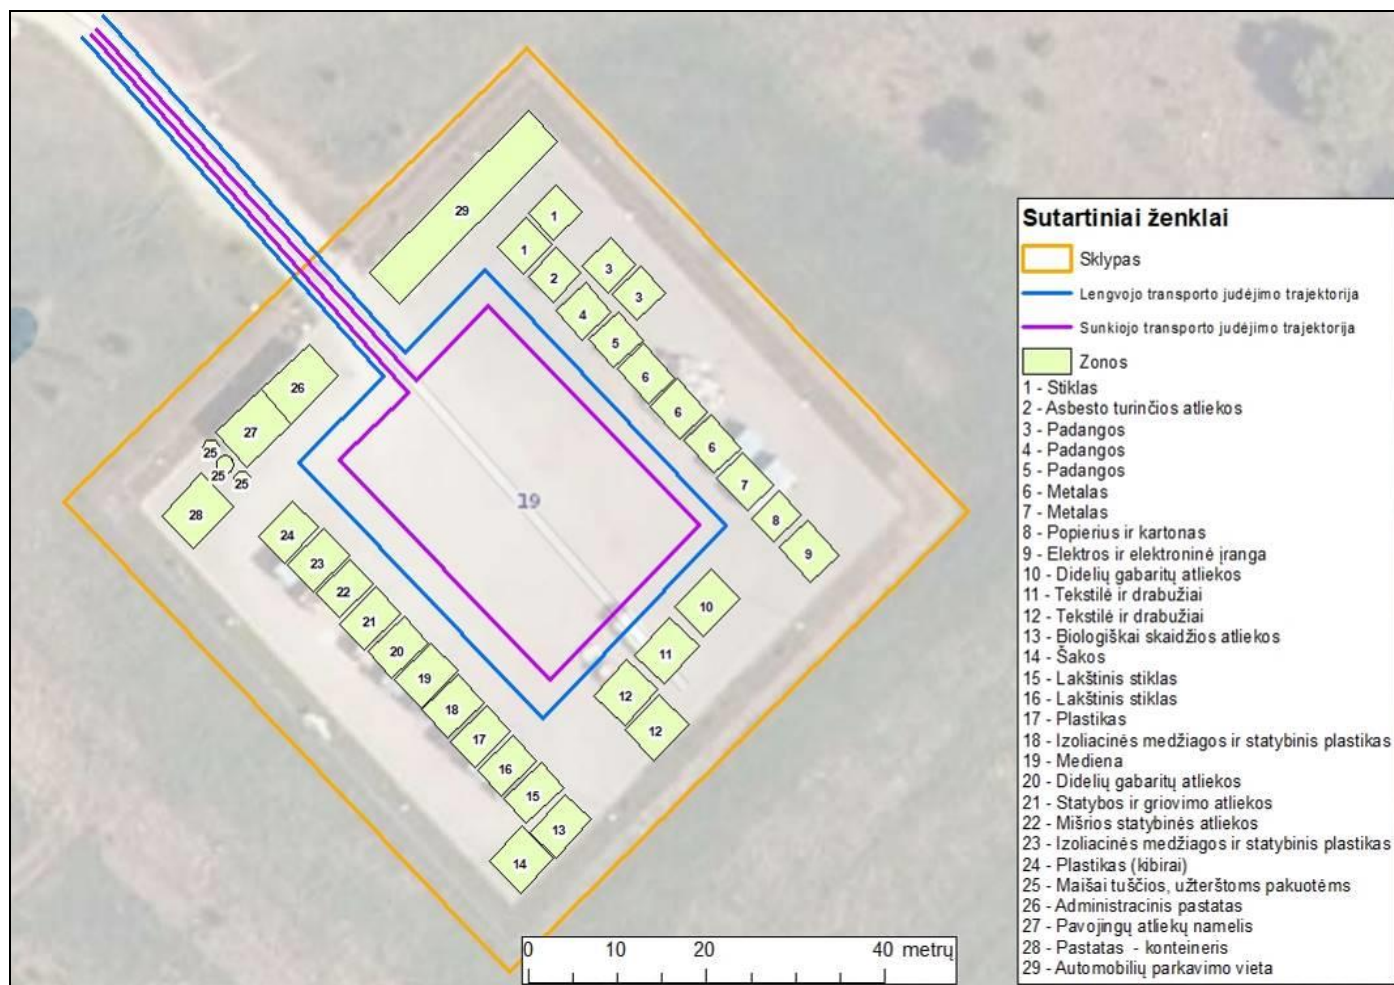 29
1
1
2
3
3
4
5
6
6
6
7
8
9
26
27
25
25
25
28
19
24
23
22
21
20
19
18
17
16
15
13
14
10
11
12
12
Sutartiniai ženklai
Sklypas
Lengvojo transporto judėjimo trajektorija
Sunkiojo transporto judėjimo trajektorija
Zonos
1 - Stiklas
2 - Asbesto turinčios atliekos
3 - Padangos
4 - Padangos
5 - Padangos
6 - Metalas
7 - Metalas
8 - Popierius ir kartonas
9 - Elektros ir elektroninė įranga
10 - Didelių gabaritų atliekos
11 - Tekstilė ir drabužiai
12 - Tekstilė ir drabužiai
13 - Biologiškai skaidžios atliekos
14 - Šakos
15 - Lakštinis stiklas
16 - Lakštinis stiklas
17 - Plastikas
18 - Izoliacinės medžiagos ir statybinis plastikas
19 - Mediena
20 - Didelių gabaritų atliekos
21 - Statybos ir griovimo atliekos
22 - Mišrios statybinės atliekos
23 - Izoliacinės medžiagos ir statybinis plastikas
24 - Plastikas (kibirai)
25 - Maišai tuščios, užterštoms pakuotėms
26 - Administracinis pastatas
27 - Pavojingų atliekų namelis
28 - Pastatas - konteineris
29 - Automobilių parkavimo vieta
0 10 20 40 metrų